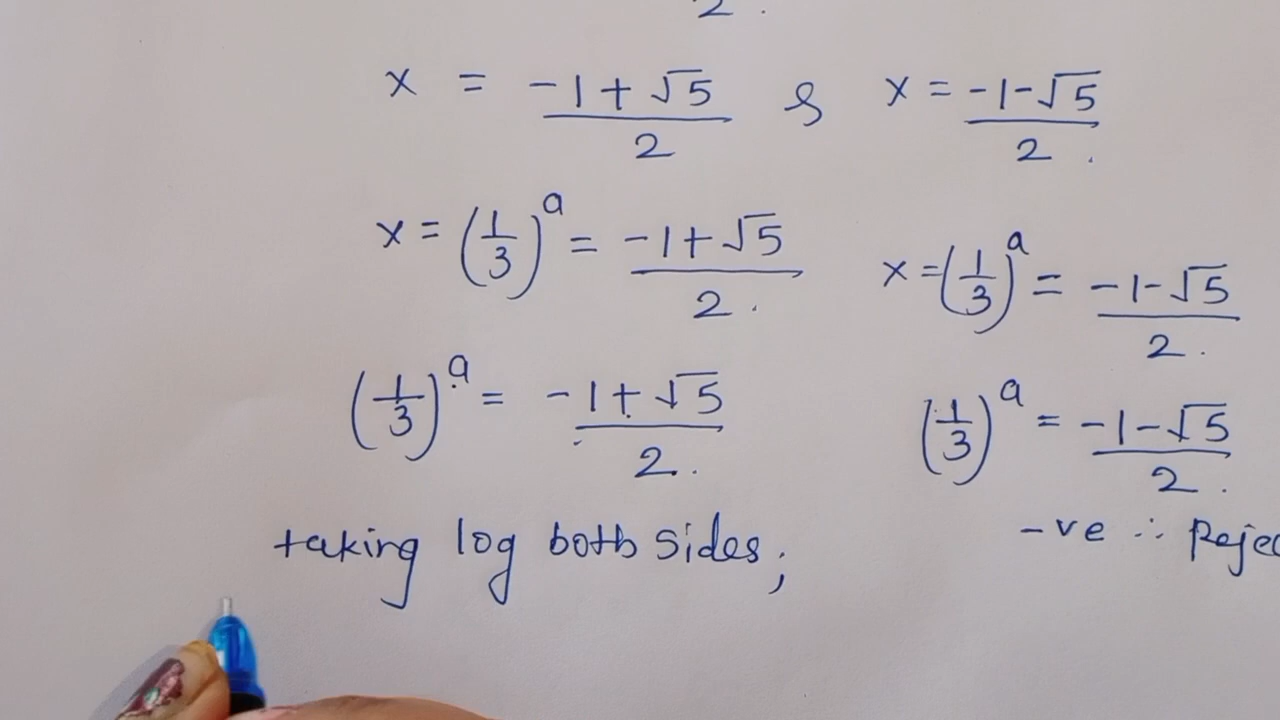 2.
x = (-1+√5)/2 & x = (-1-√5)/2.
x = (1/3)^a = (-1+√5)/2. x = (1/3)^a = (-1-√5)/2.
(1/3)^a = (-1+√5)/2. (1/3)^a = (-1-√5)/2.
taking log both sides; -ve ∴ Rejec